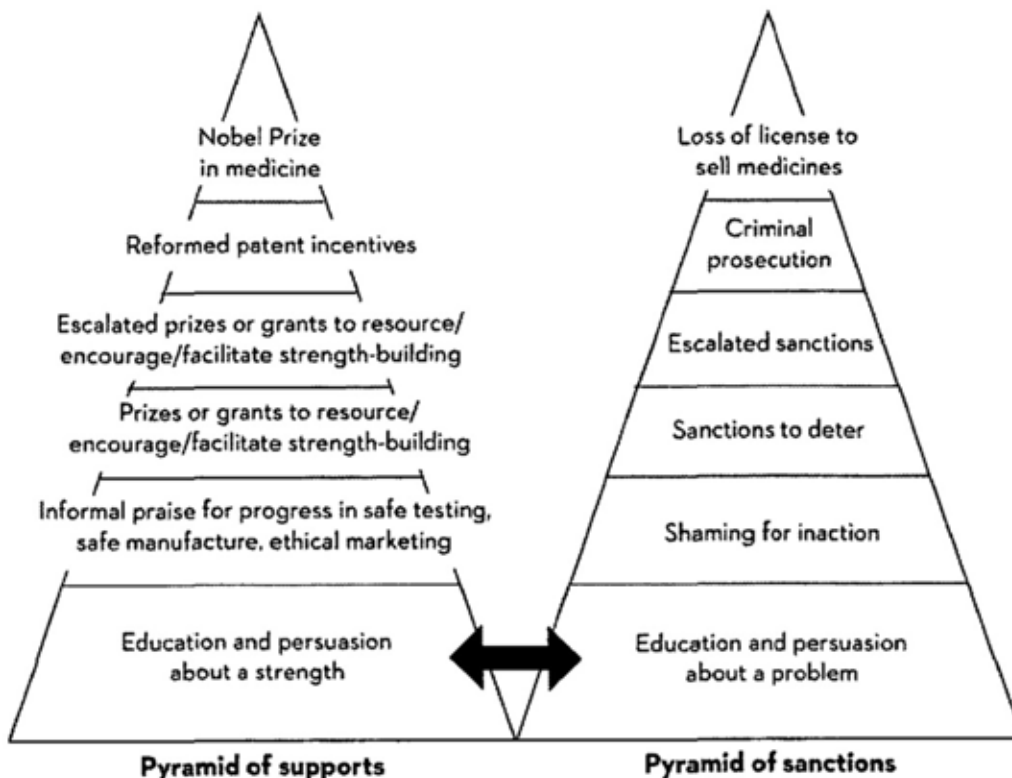 Nobel Prize
in medicine
Reformed patent incentives
Escalated prizes or grants to resource/
encourage/facilitate strength-building
Prizes or grants to resource/
encourage/facilitate strength-building
Informal praise for progress in safe testing,
safe manufacture, ethical marketing
Education and persuasion
about a strength
Pyramid of supports
Loss of license to
sell medicines
Criminal
prosecution
Escalated sanctions
Sanctions to deter
Shaming for inaction
Education and persuasion
about a problem
Pyramid of sanctions